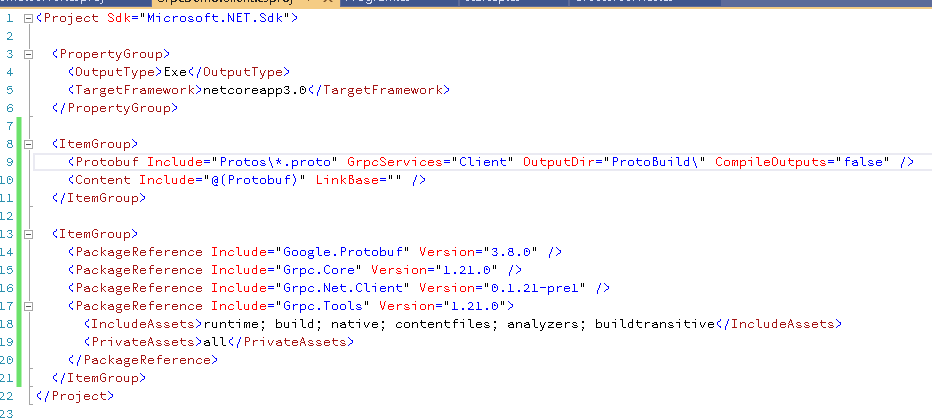 1 <Project Sdk="Microsoft.NET.Sdk">
2
3 <PropertyGroup>
4 <OutputType>Exe</OutputType>
5 <TargetFramework>netcoreapp3.0</TargetFramework>
6 </PropertyGroup>
7
8 <ItemGroup>
9 <Protobuf Include="Protos\*.proto" GrpcServices="Client" OutputDir="ProtoBuild\" CompileOutputs="false" />
10 <Content Include="@(Protobuf)" LinkBase="" />
11 </ItemGroup>
12
13 <ItemGroup>
14 <PackageReference Include="Google.Protobuf" Version="3.8.0" />
15 <PackageReference Include="Grpc.Core" Version="1.21.0" />
16 <PackageReference Include="Grpc.Net.Client" Version="0.1.21-pre1" />
17 <PackageReference Include="Grpc.Tools" Version="1.21.0">
18 <IncludeAssets>runtime; build; native; contentfiles; analyzers; buildtransitive</IncludeAssets>
19 <PrivateAssets>all</PrivateAssets>
20 </PackageReference>
21 </ItemGroup>
22 </Project>
23